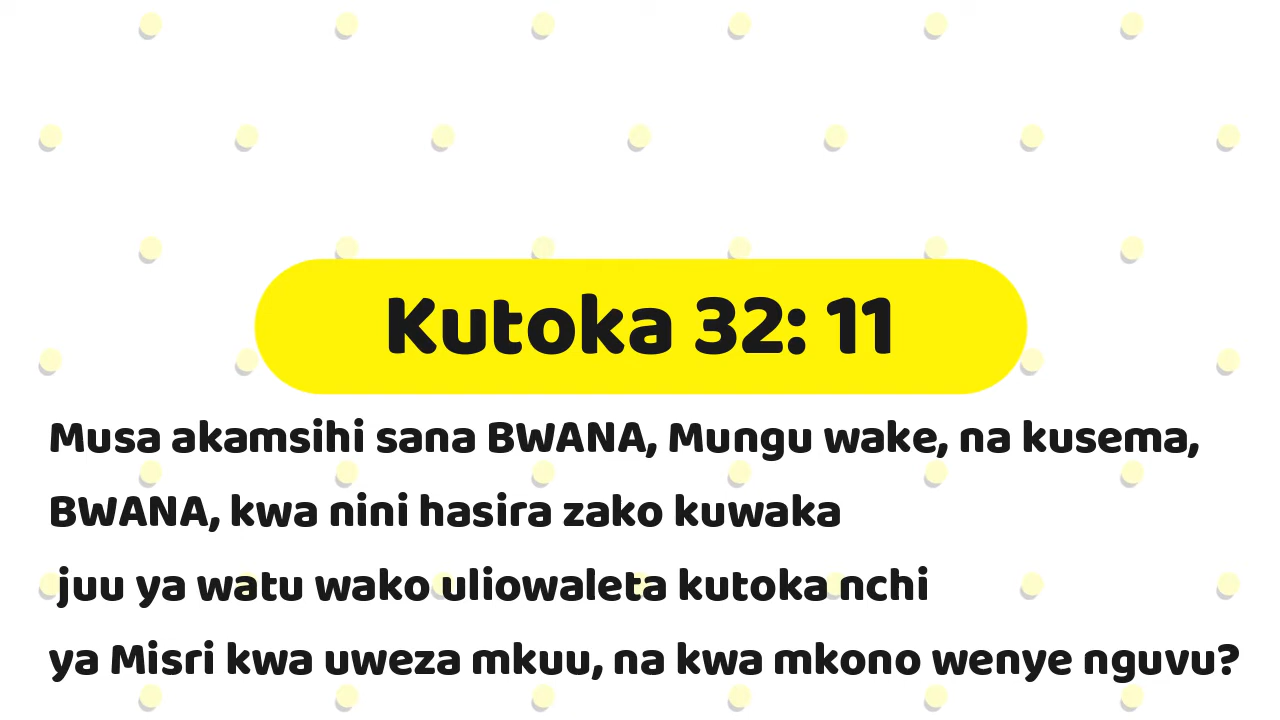 Kutoka 32: 11
Musa akamsihi sana BWANA, Mungu wake, na kusema,
BWANA, kwa nini hasira zako kuwaka
juu ya watu wako uliowaleta kutoka nchi
ya Misri kwa uweza mkuu, na kwa mkono wenye nguvu?